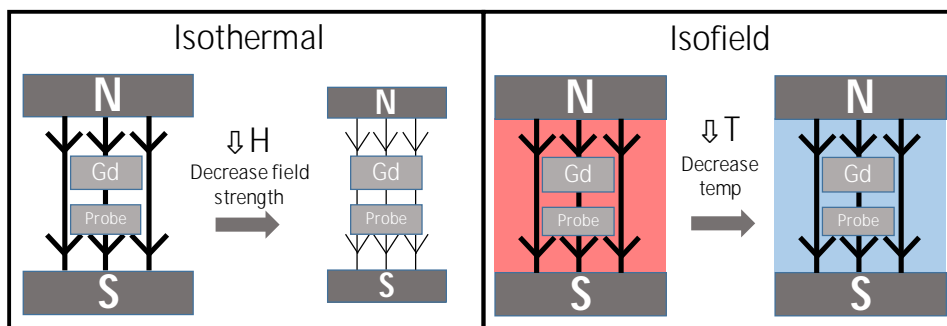 Isothermal
N
Gd
Probe
S
⇩ H
Decrease field
strength
N
Gd
Probe
S
Isofield
N
Gd
Probe
S
⇩ T
Decrease
temp
N
Gd
Probe
S